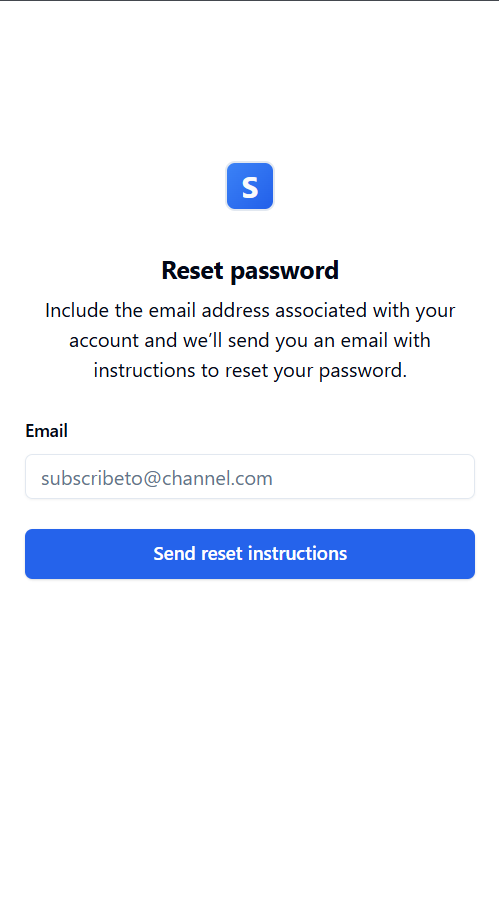 S
Reset password
Include the email address associated with your
account and we’ll send you an email with
instructions to reset your password.
Email
subscribeto@channel.com
Send reset instructions